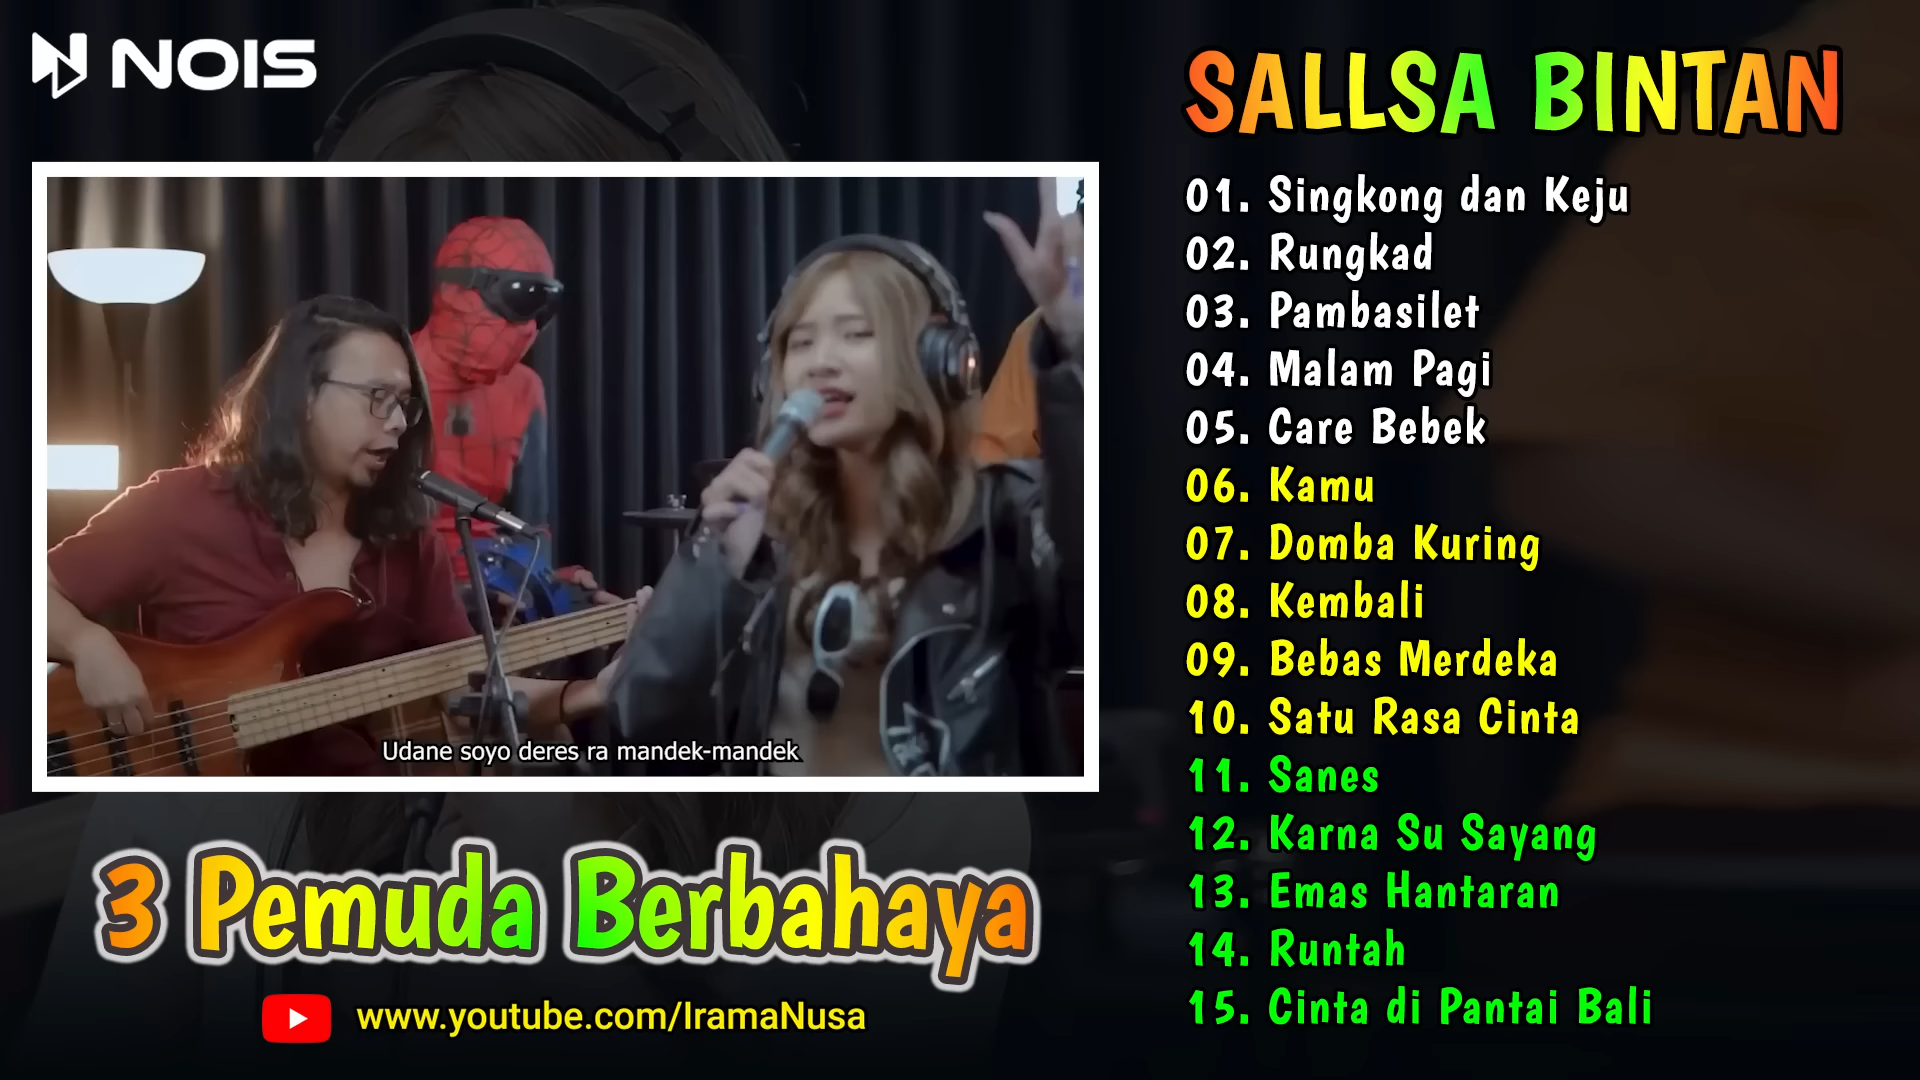 NOIS
SALLSA BINTAN
01. Singkong dan Keju
02. Rungkad
03. Pambasilet
04. Malam Pagi
05. Care Bebek
06. Kamu
07. Domba Kuring
08. Kembali
09. Bebas Merdeka
10. Satu Rasa Cinta
11. Sanes
12. Karna Su Sayang
13. Emas Hantaran
14. Runtah
15. Cinta di Pantai Bali
Udane soyo deres ra mandek-mandek
3 Pemuda Berbahaya
www.youtube.com/IramaNusa